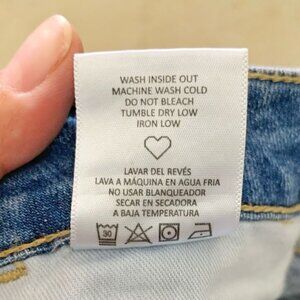 WASH INSIDE OUT
MACHINE WASH COLD
DO NOT BLEACH
TUMBLE DRY LOW
IRON LOW
LAVAR DEL REVÉS
LAVA A MÁQUINA EN AGUA FRIA
NO USAR BLANQUEADOR
SECAR EN SECADORA
A BAJA TEMPERATURA
30